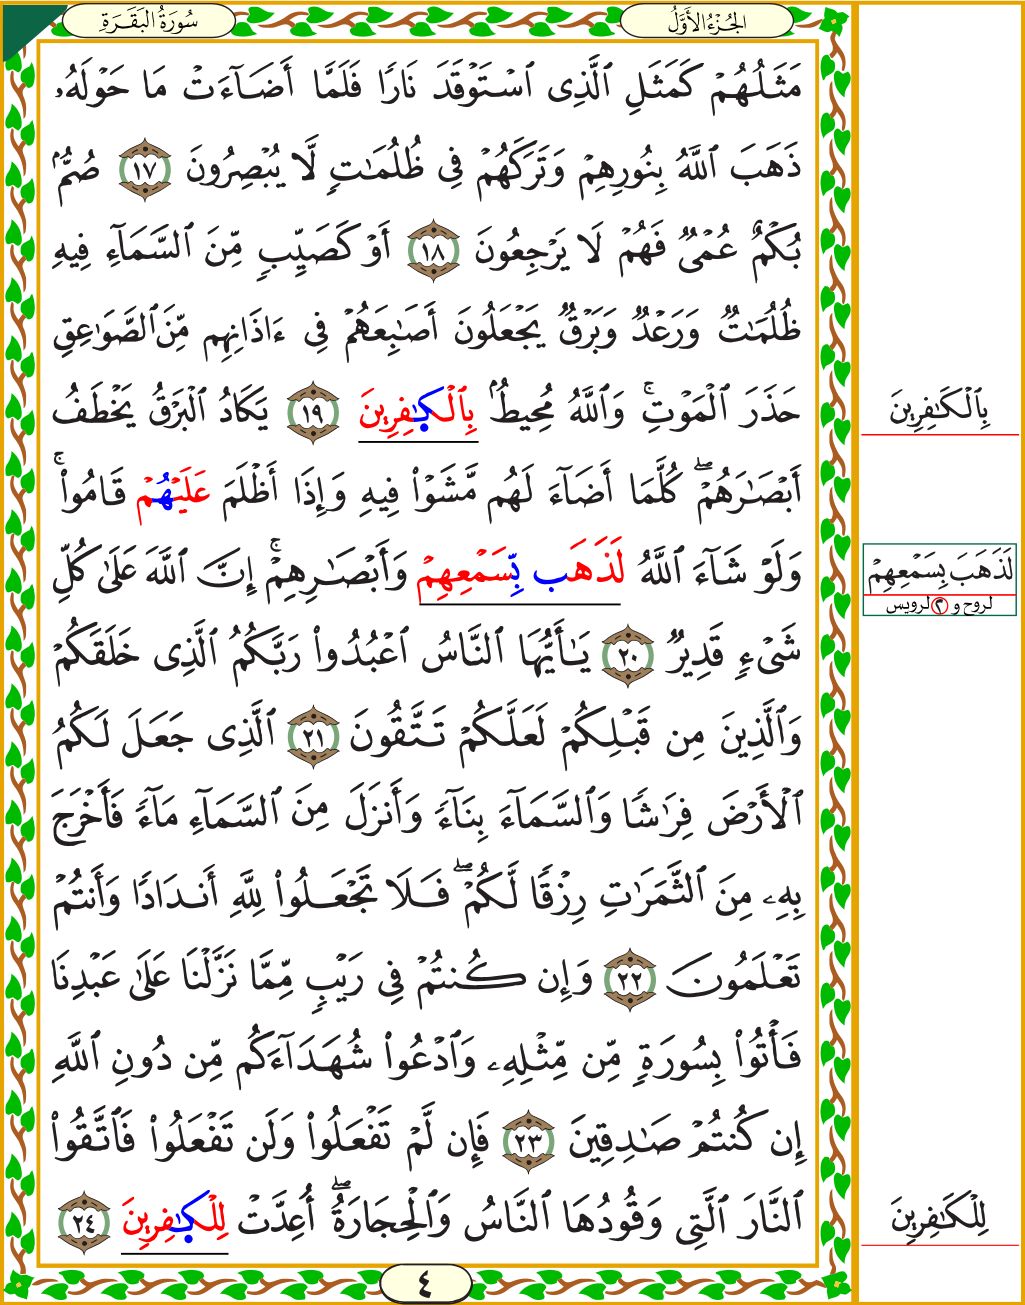 الجُزْءُ الأَوَّلُ
سُورَةُ البَقَرَةِ
مَثَلُهُمْ كَمَثَلِ ٱلَّذِى ٱسْتَوْقَدَ نَارًا فَلَمَّا أَضَآءَتْ مَا حَوْلَهُۥ
ذَهَبَ ٱللَّهُ بِنُورِهِمْ وَتَرَكَهُمْ فِى ظُلُمَٰتٍ لَّا يُبْصِرُونَ ١٧ صُمٌّۢ
بُكْمٌ عُمْىٌ فَهُمْ لَا يَرْجِعُونَ ١٨ أَوْ كَصَيِّبٍ مِّنَ ٱلسَّمَآءِ فِيهِ
ظُلُمَٰتٌ وَرَعْدٌ وَبَرْقٌ يَجْعَلُونَ أَصَٰبِعَهُمْ فِىٓ ءَاذَانِهِم مِّنَ ٱلصَّوَٰعِقِ
حَذَرَ ٱلْمَوْتِۚ وَٱللَّهُ مُحِيطٌۢ بِٱلْكَٰفِرِينَ ١٩ يَكَادُ ٱلْبَرْقُ يَخْطَفُ
أَبْصَٰرَهُمْۖ كُلَّمَآ أَضَآءَ لَهُم مَّشَوْا۟ فِيهِ وَإِذَآ أَظْلَمَ عَلَيْهُمْ قَامُوا۟ۚ
وَلَوْ شَآءَ ٱللَّهُ لَذَهَب بِّسَمْعِهِمْ وَأَبْصَٰرِهِمْۚ إِنَّ ٱللَّهَ عَلَىٰ كُلِّ
شَىْءٍ قَدِيرٌ ٢٠ يَٰٓأَيُّهَا ٱلنَّاسُ ٱعْبُدُوا۟ رَبَّكُمُ ٱلَّذِى خَلَقَكُمْ
وَٱلَّذِينَ مِن قَبْلِكُمْ لَعَلَّكُمْ تَتَّقُونَ ٢١ ٱلَّذِى جَعَلَ لَكُمُ
ٱلْأَرْضَ فِرَٰشًا وَٱلسَّمَآءَ بِنَآءً وَأَنزَلَ مِنَ ٱلسَّمَآءِ مَآءً فَأَخْرَجَ
بِهِۦ مِنَ ٱلثَّمَرَٰتِ رِزْقًا لَّكُمْۖ فَلَا تَجْعَلُوا۟ لِلَّهِ أَندَادًا وَأَنتُمْ
تَعْلَمُونَ ٢٢ وَإِن كُنتُمْ فِى رَيْبٍ مِّمَّا نَزَّلْنَا عَلَىٰ عَبْدِنَا
فَأْتُوا۟ بِسُورَةٍ مِّن مِّثْلِهِۦ وَٱدْعُوا۟ شُهَدَآءَكُم مِّن دُونِ ٱللَّهِ
إِن كُنتُمْ صَٰدِقِينَ ٢٣ فَإِن لَّمْ تَفْعَلُوا۟ وَلَن تَفْعَلُوا۟ فَٱتَّقُوا۟
ٱلنَّارَ ٱلَّتِى وَقُودُهَا ٱلنَّاسُ وَٱلْحِجَارَةُۖ أُعِدَّتْ لِلْكَٰفِرِينَ ٢٤
٤
بِٱلْكَٰفِرِينَ
لَذَهَبَ بِسَمْعِهِمْ
لروح و ٢ لرويس
لِلْكَٰفِرِينَ